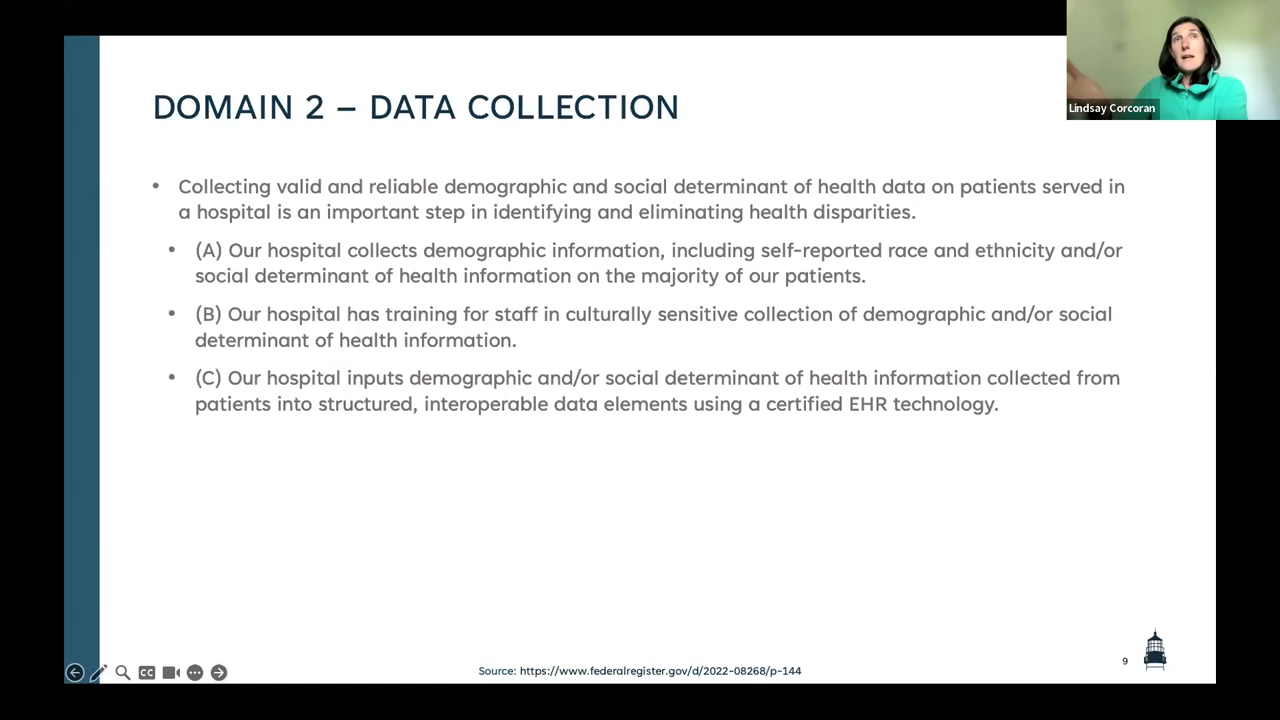 Lindsay Corcoran
DOMAIN 2 – DATA COLLECTION
• Collecting valid and reliable demographic and social determinant of health data on patients served in
a hospital is an important step in identifying and eliminating health disparities.
• (A) Our hospital collects demographic information, including self-reported race and ethnicity and/or
social determinant of health information on the majority of our patients.
• (B) Our hospital has training for staff in culturally sensitive collection of demographic and/or social
determinant of health information.
• (C) Our hospital inputs demographic and/or social determinant of health information collected from
patients into structured, interoperable data elements using a certified EHR technology.
CC
Source: https://www.federalregister.gov/d/2022-08268/p-144
9